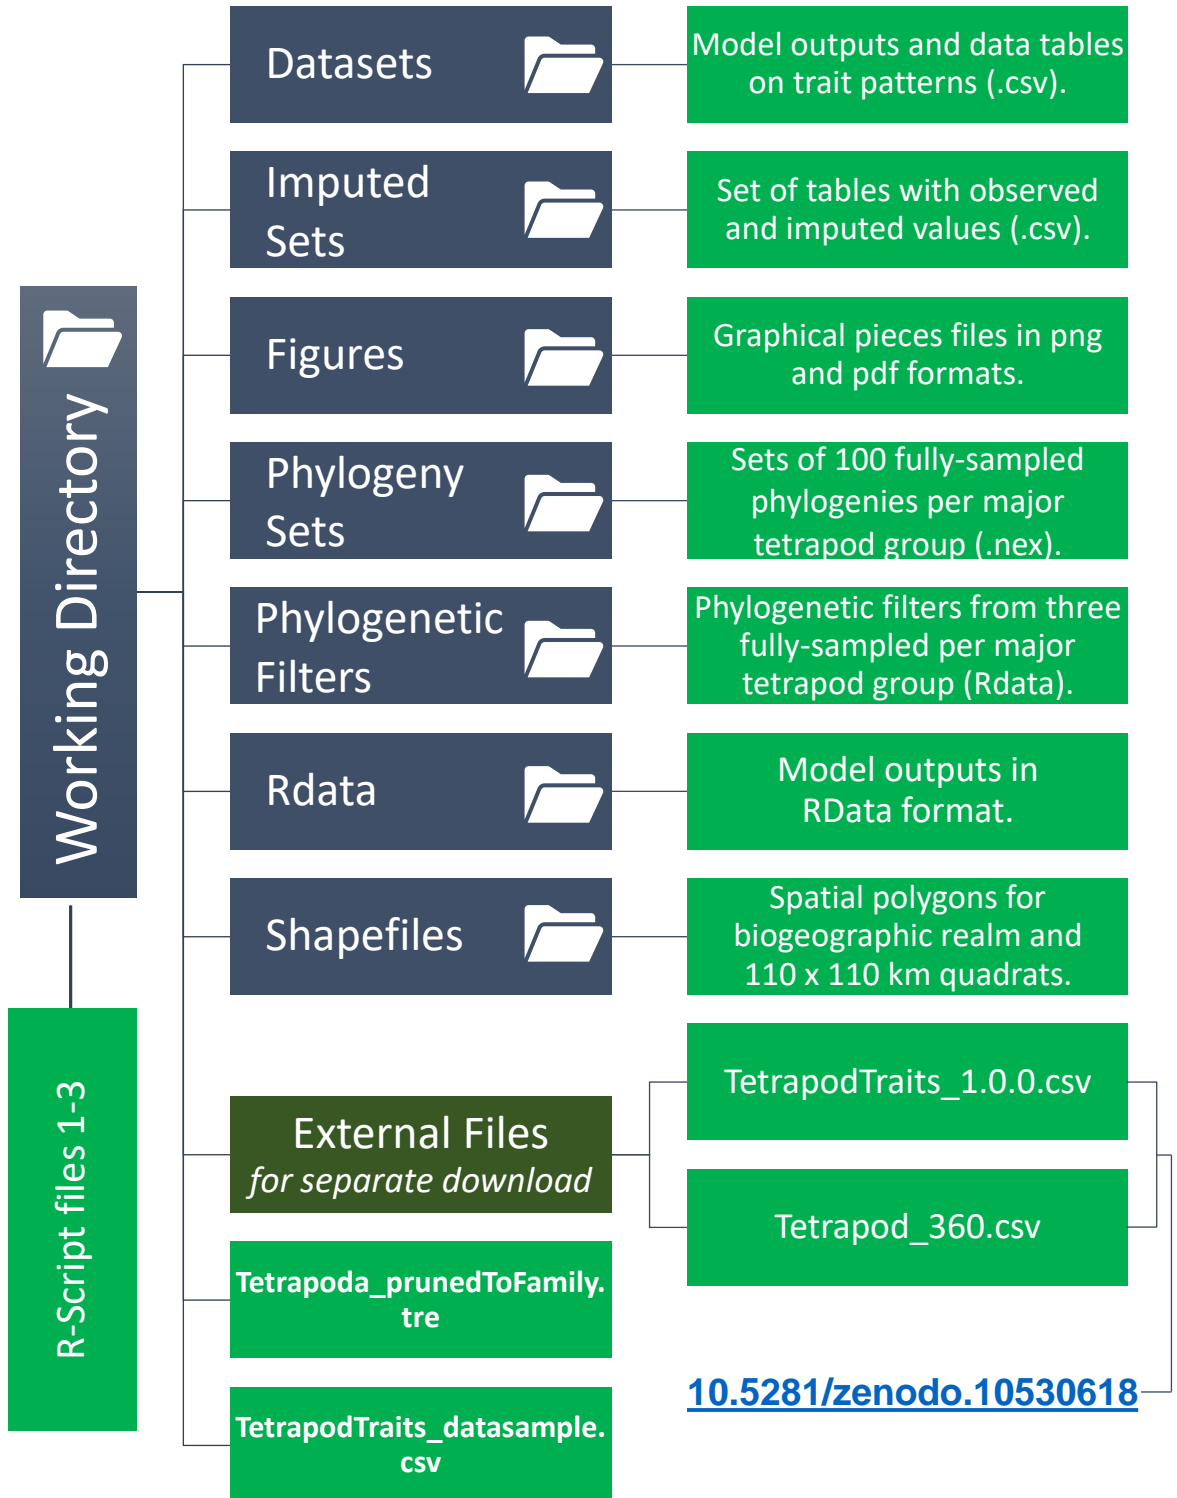 Working Directory
R-Script files 1-3
Datasets
Model outputs and data tables
on trait patterns (.csv).
Imputed
Sets
Set of tables with observed
and imputed values (.csv).
Figures
Graphical pieces files in png
and pdf formats.
Phylogeny
Sets
Sets of 100 fully-sampled
phylogenies per major
tetrapod group (.nex).
Phylogenetic
Filters
Phylogenetic filters from three
fully-sampled per major
tetrapod group (Rdata).
Rdata
Model outputs in
RData format.
Shapefiles
Spatial polygons for
biogeographic realm and
110 x 110 km quadrats.
External Files
for separate download
TetrapodTraits_1.0.0.csv
Tetrapod_360.csv
10.5281/zenodo.10530618
Tetrapoda_prunedToFamily.
tre
TetrapodTraits_datasample.
csv